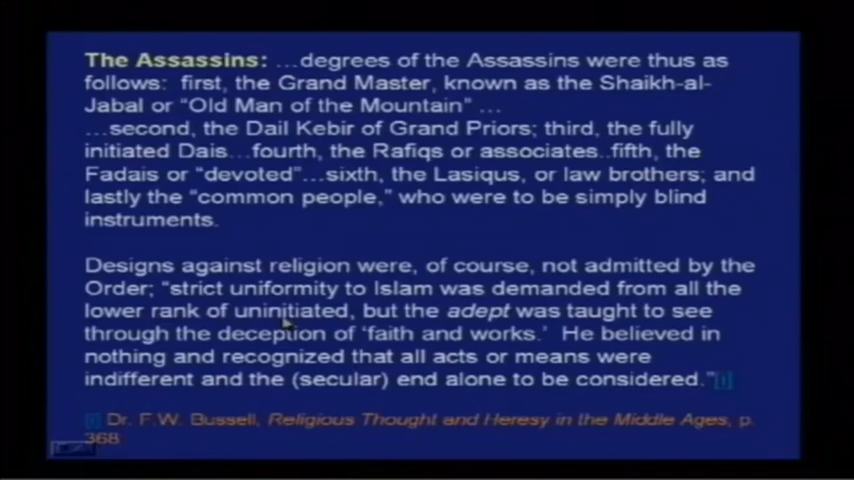 The Assassins: ...degrees of the Assassins were thus as
follows: first, the Grand Master, known as the Shaikh-al-
Jabal or "Old Man of the Mountain" ...
...second, the Dail Kebir of Grand Priors; third, the fully
initiated Dais...fourth, the Rafiqs or associates..fifth, the
Fadais or "devoted"...sixth, the Lasiqus, or law brothers; and
lastly the "common people," who were to be simply blind
instruments.
Designs against religion were, of course, not admitted by the
Order; "strict uniformity to Islam was demanded from all the
lower rank of uninitiated, but the adept was taught to see
through the deception of 'faith and works.' He believed in
nothing and recognized that all acts or means were
indifferent and the (secular) end alone to be considered."[i]
[i] Dr. F.W. Bussell, Religious Thought and Heresy in the Middle Ages, p.
368